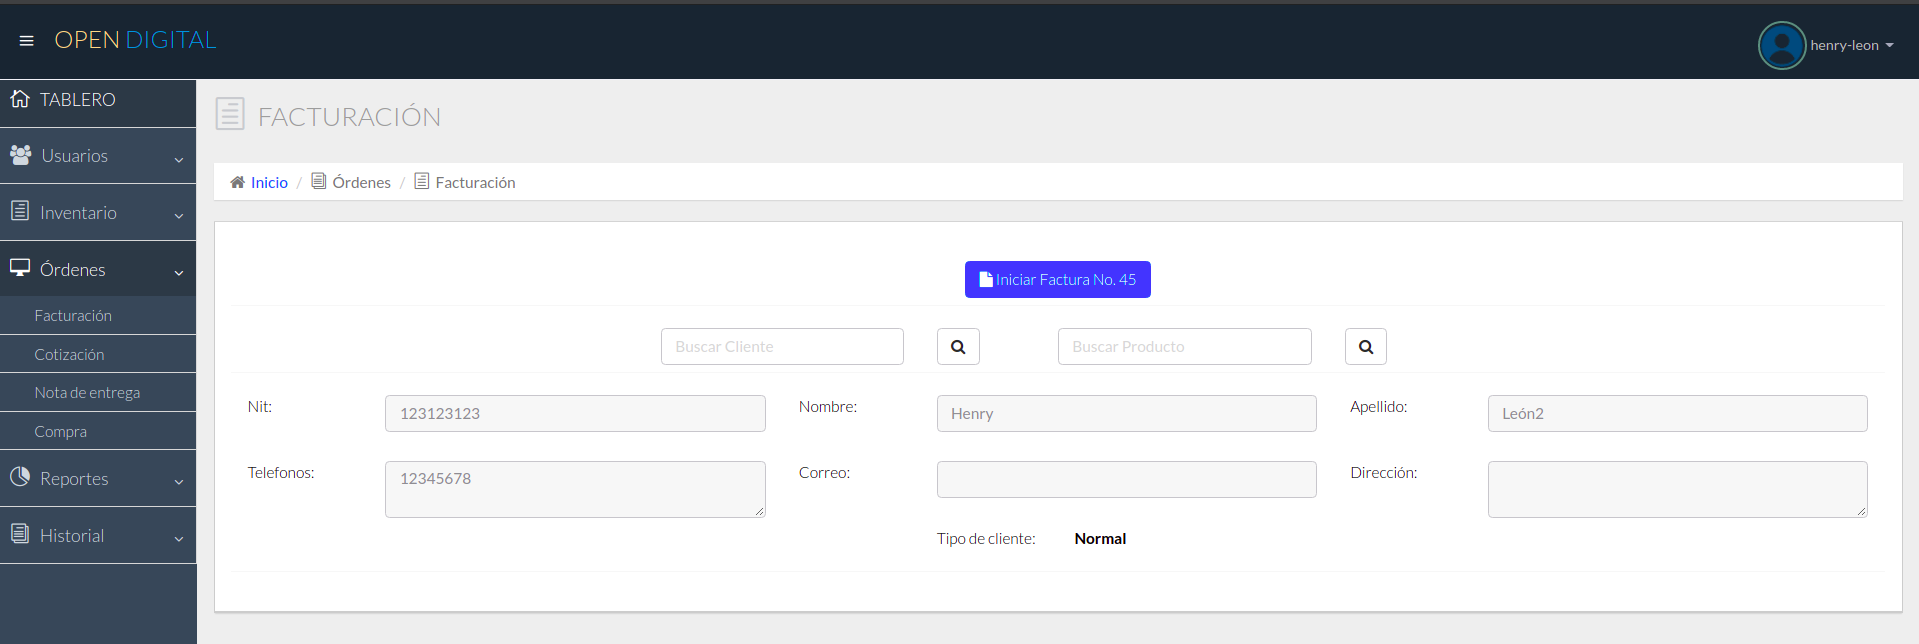 OPEN DIGITAL
henry-leon
TABLERO
Usuarios
Inventario
Órdenes
Facturación
Cotización
Nota de entrega
Compra
Reportes
Historial
FACTURACIÓN
Inicio / Órdenes / Facturación
Iniciar Factura No. 45
Buscar Cliente Buscar Producto
Nit: 123123123 Nombre: Henry Apellido: León2
Telefonos: 12345678 Correo: Dirección:
Tipo de cliente: Normal